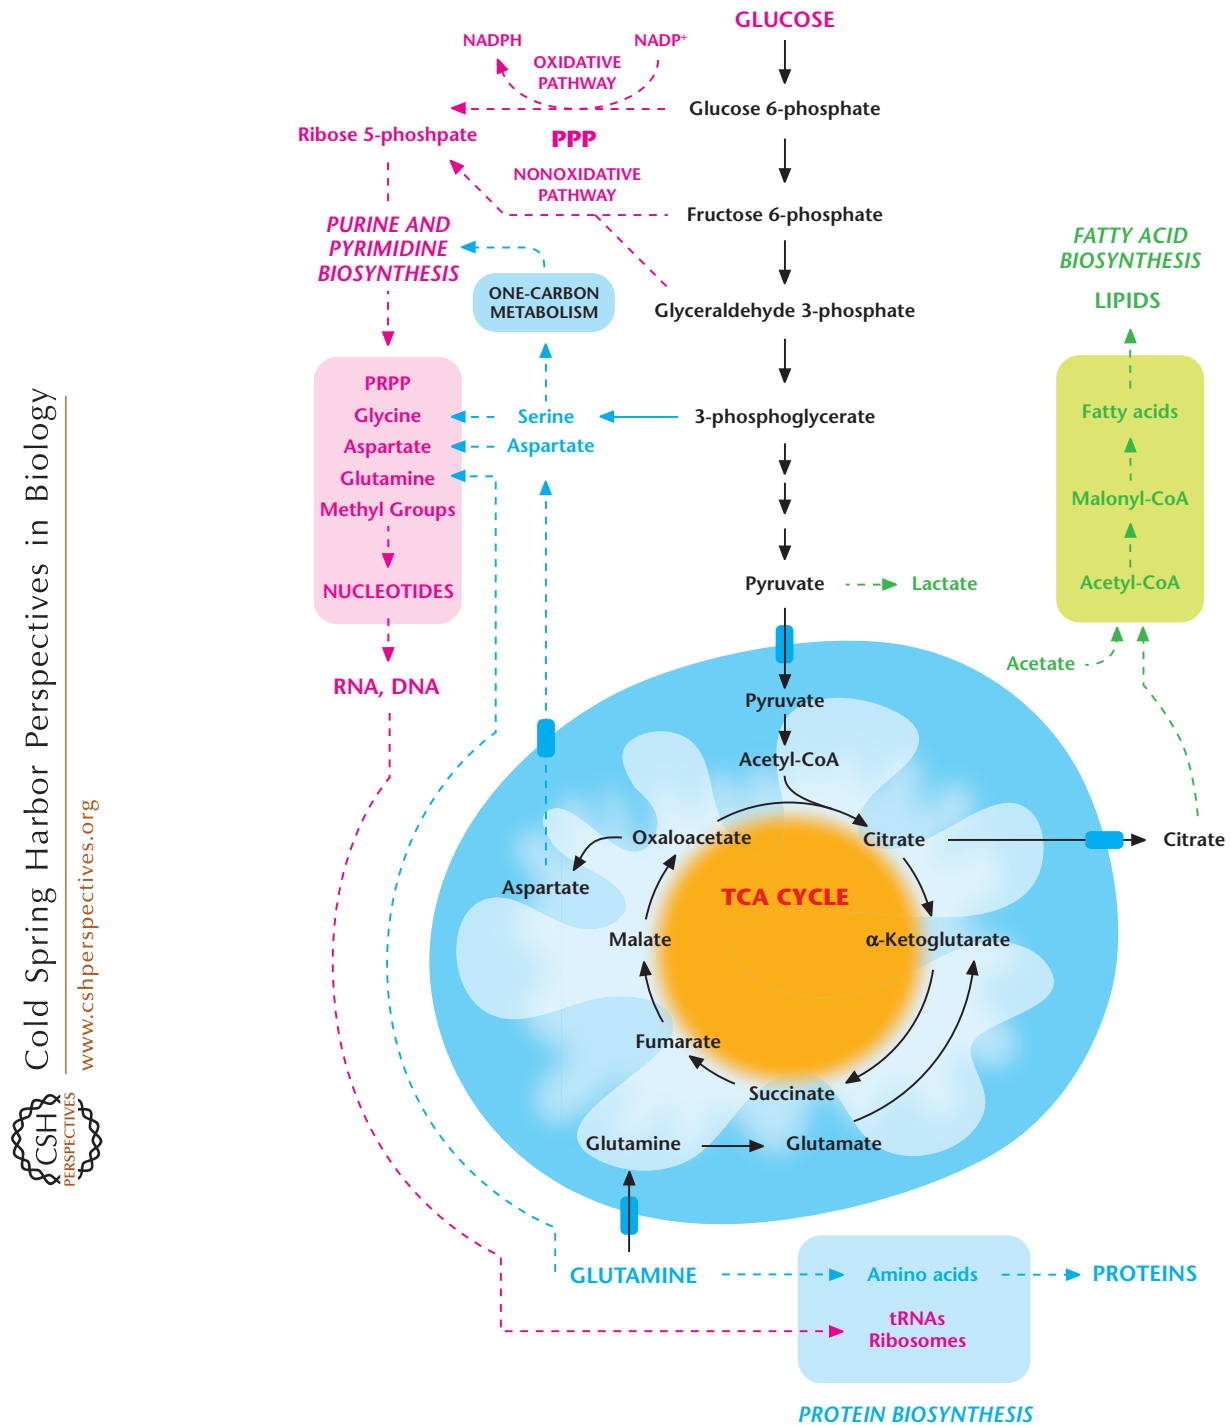 GLUCOSE
NADPH
NADP+
OXIDATIVE
PATHWAY
Glucose 6-phosphate
Ribose 5-phoshpate
PPP
NONOXIDATIVE
PATHWAY
Fructose 6-phosphate
PURINE AND
PYRIMIDINE
BIOSYNTHESIS
FATTY ACID
BIOSYNTHESIS
ONE-CARBON
METABOLISM
LIPIDS
Glyceraldehyde 3-phosphate
PRPP
Glycine
Serine
3-phosphoglycerate
Fatty acids
Aspartate
Aspartate
Glutamine
Methyl Groups
Malonyl-CoA
NUCLEOTIDES
Pyruvate
Lactate
Acetyl-CoA
Acetate
RNA, DNA
Pyruvate
Acetyl-CoA
Oxaloacetate
Citrate
Citrate
Aspartate
TCA CYCLE
Malate
α-Ketoglutarate
Fumarate
Succinate
Glutamine
Glutamate
GLUTAMINE
Amino acids
PROTEINS
tRNAs
Ribosomes
PROTEIN BIOSYNTHESIS
Cold Spring Harbor Perspectives in Biology
www.cshperspectives.org
CSH
PERSPECTIVES